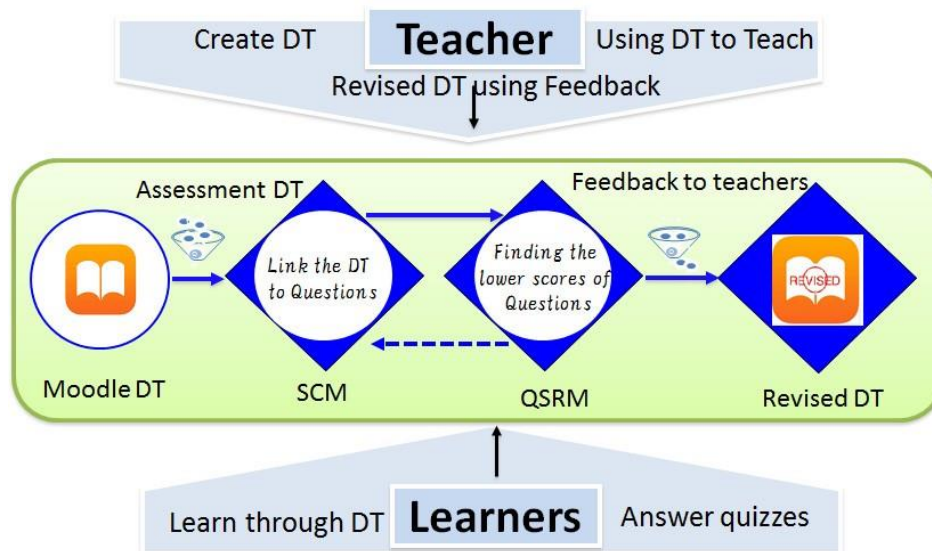 Create DT
Teacher
Using DT to Teach
Revised DT using Feedback
Assessment DT
Feedback to teachers
Link the DT
to Questions
Finding the
lower scores of
Questions
REVISED
Moodle DT
SCM
QSRM
Revised DT
Learn through DT
Learners
Answer quizzes